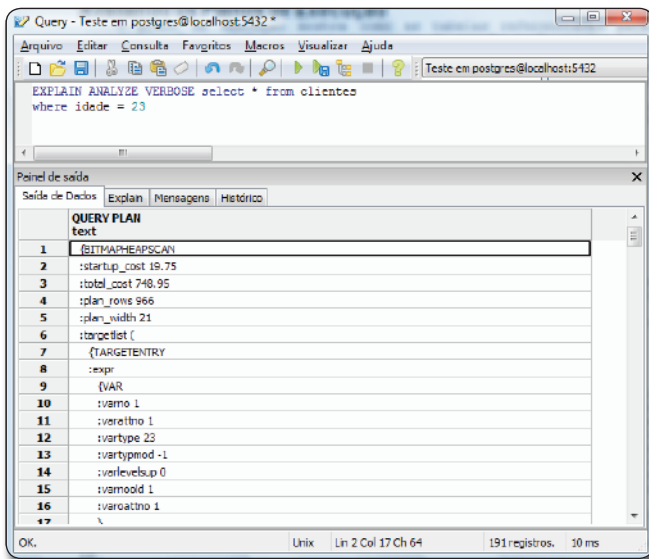 Query - Teste em postgres@localhost:5432 *
Arquivo Editar Consulta Favoritos Macros Visualizar Ajuda
Teste em postgres@localhost:5432
EXPLAIN ANALYZE VERBOSE select * from clientes
where idade = 23
Painel de saída
Saída de Dados Explain Mensagens Histórico
QUERY PLAN
text
1 {BITMAPHEAPSCAN
2 :startup_cost 19.75
3 :total_cost 748.95
4 :plan_rows 966
5 :plan_width 21
6 :targetlist (
7 {TARGETENTRY
8 :expr
9 {VAR
10 :varno 1
11 :varattno 1
12 :vartype 23
13 :vartypmod -1
14 :varlevelsup 0
15 :varnoold 1
16 :varoattno 1
17 }
OK. Unix Lin 2 Col 17 Ch 64 191 registros. 10 ms